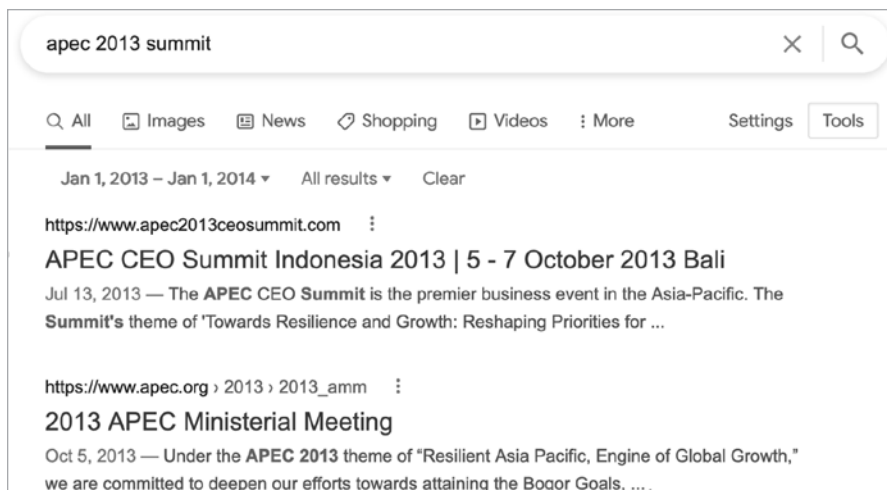 apec 2013 summit
All Images News Shopping Videos More Settings Tools
Jan 1, 2013 – Jan 1, 2014 All results Clear
https://www.apec2013ceosummit.com
APEC CEO Summit Indonesia 2013 | 5 - 7 October 2013 Bali
Jul 13, 2013 — The APEC CEO Summit is the premier business event in the Asia-Pacific. The
Summit's theme of 'Towards Resilience and Growth: Reshaping Priorities for ...
https://www.apec.org › 2013 › 2013_amm
2013 APEC Ministerial Meeting
Oct 5, 2013 — Under the APEC 2013 theme of “Resilient Asia Pacific, Engine of Global Growth,”
we are committed to deepen our efforts towards attaining the Bogor Goals, ....